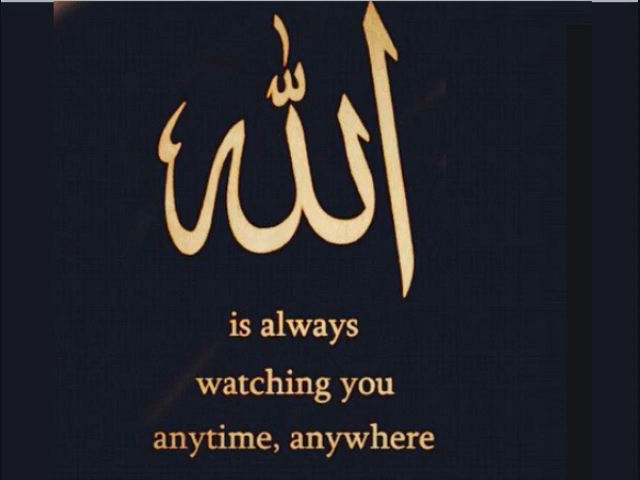 الله
is always
watching you
anytime, anywhere